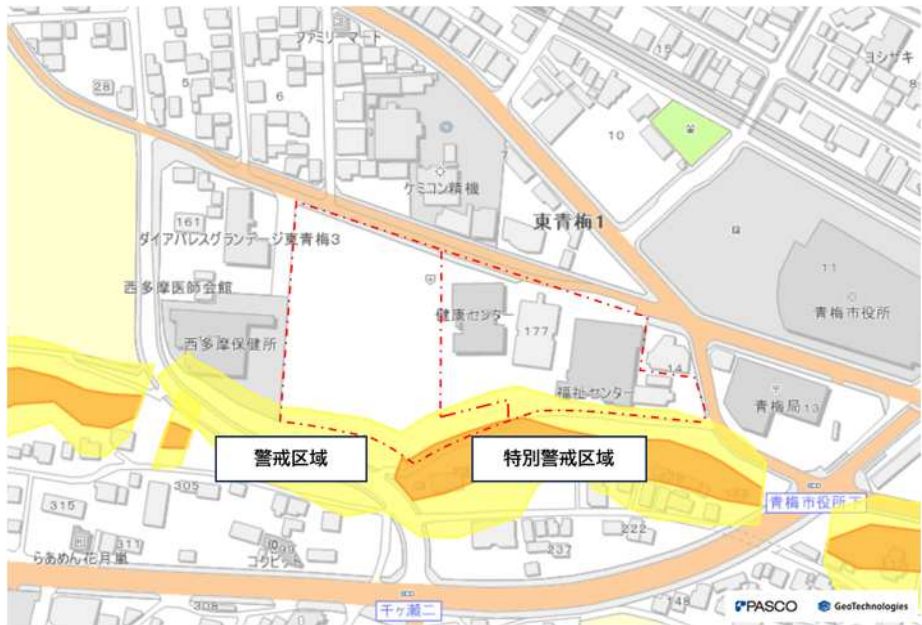 ファミリーマート
15
ヨシザキ
8
28
5
6
10
7
ケミコン精機
東青梅1
161
ダイアパレスグランデージ東青梅3
11
西多摩医師会館
健康センター
177
青梅市役所
西多摩保健所
14
福祉センター
青梅局13
警戒区域
特別警戒区域
305
315
青梅市役所下
311
299
222
らあめん花月嵐
コクピット
237
308
千ヶ瀬二
148
PASCO
GeoTechnologies